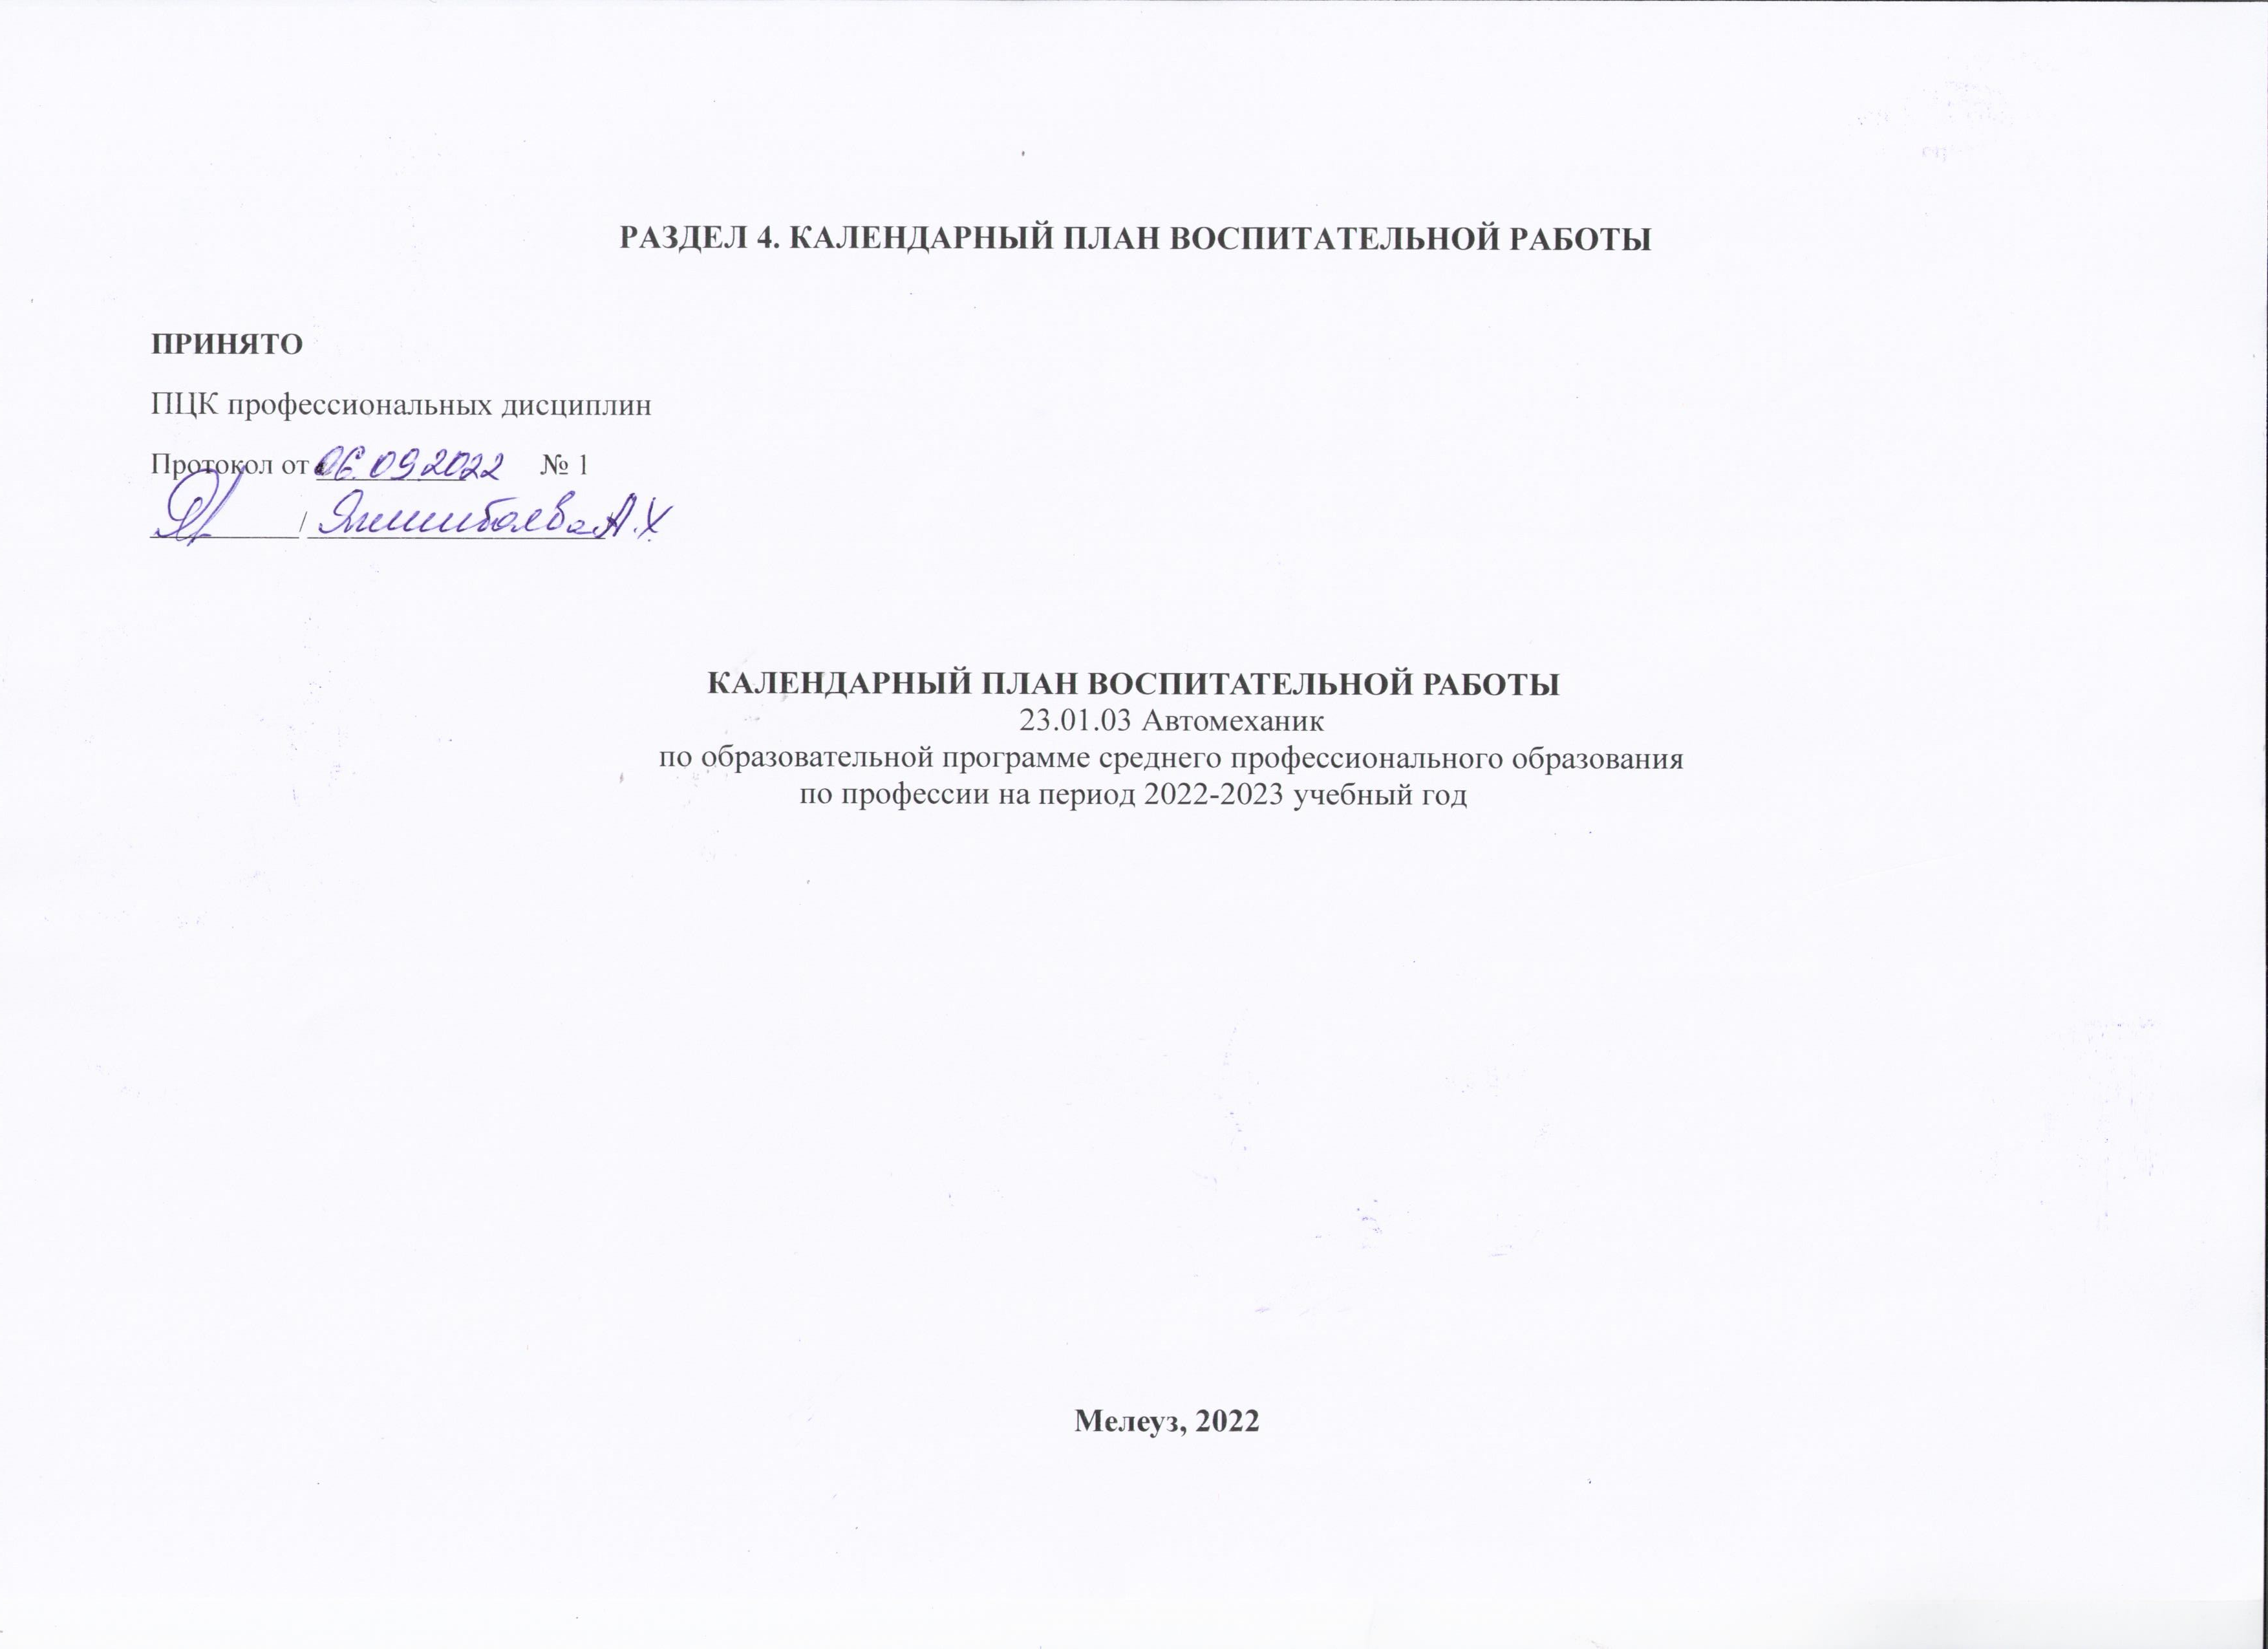 РАЗДЕЛ 4. КАЛЕНДАРНЫЙ ПЛАН ВОСПИТАТЕЛЬНОЙ РАБОТЫ
ПРИНЯТО
ПЦК профессиональных дисциплин
Протокол от 06.09.2022 № 1
/ Яшибаева А.Х
КАЛЕНДАРНЫЙ ПЛАН ВОСПИТАТЕЛЬНОЙ РАБОТЫ
23.01.03 Автомеханик
по образовательной программе среднего профессионального образования
по профессии на период 2022-2023 учебный год
Мелеуз, 2022